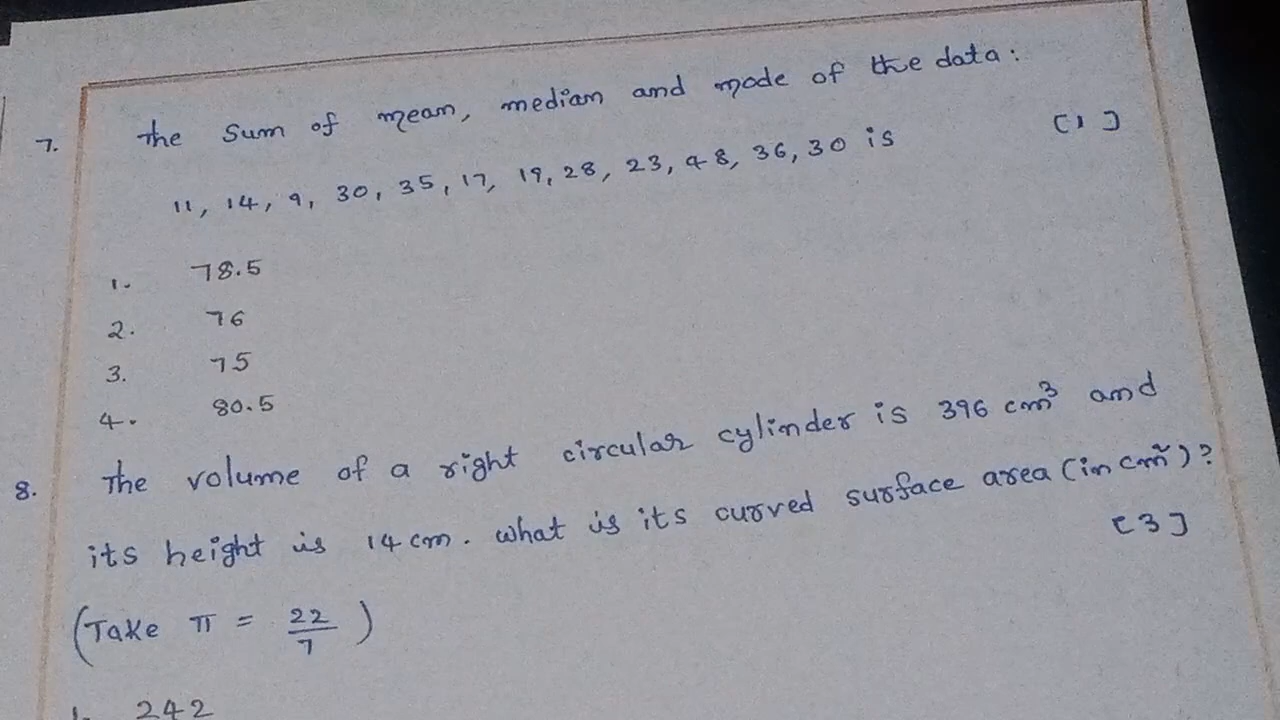 7. The sum of mean, median and mode of the data:
[1]
11, 14, 9, 30, 35, 17, 19, 28, 23, 48, 36, 30 is
1. 78.5
2. 76
3. 75
4. 80.5
8. The volume of a right circular cylinder is 396 cm³ and
its height is 14 cm. what is its curved surface area (in cm²)?
[3]
(Take π = 22/7)
1. 242